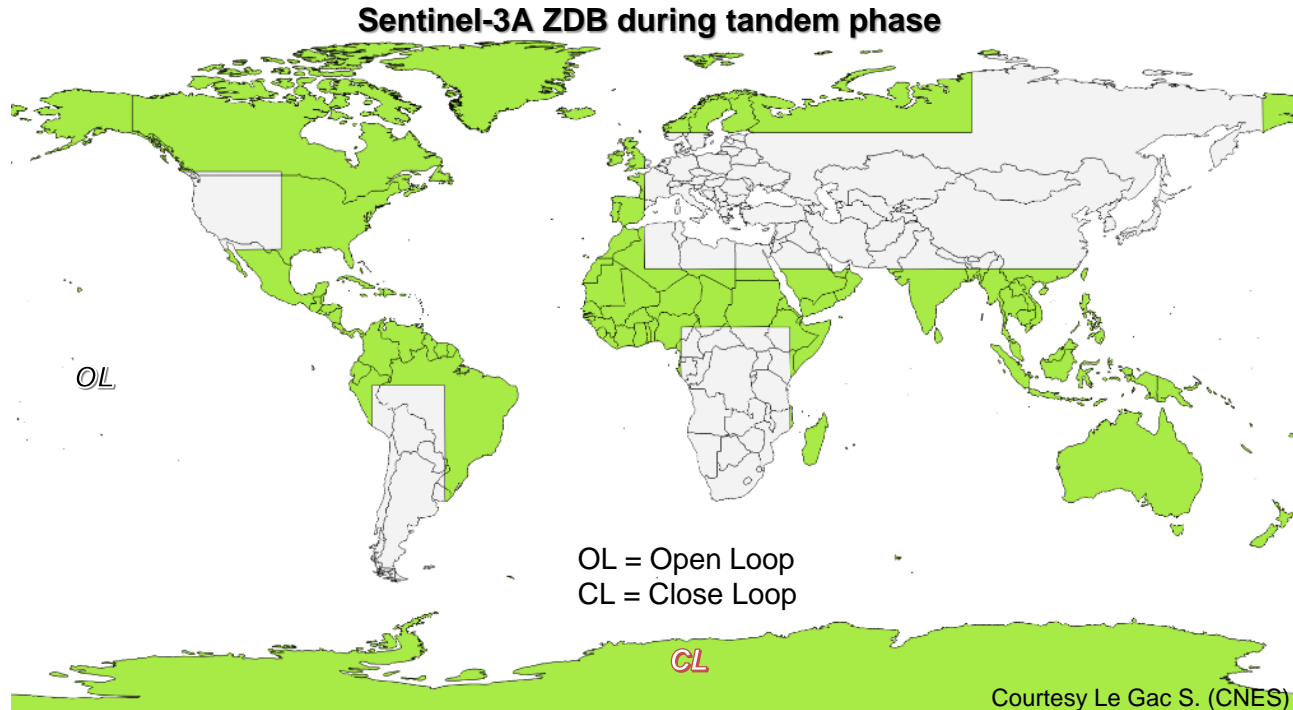 Sentinel-3A ZDB during tandem phase
OL
OL = Open Loop
CL = Close Loop
CL
Courtesy Le Gac S. (CNES)